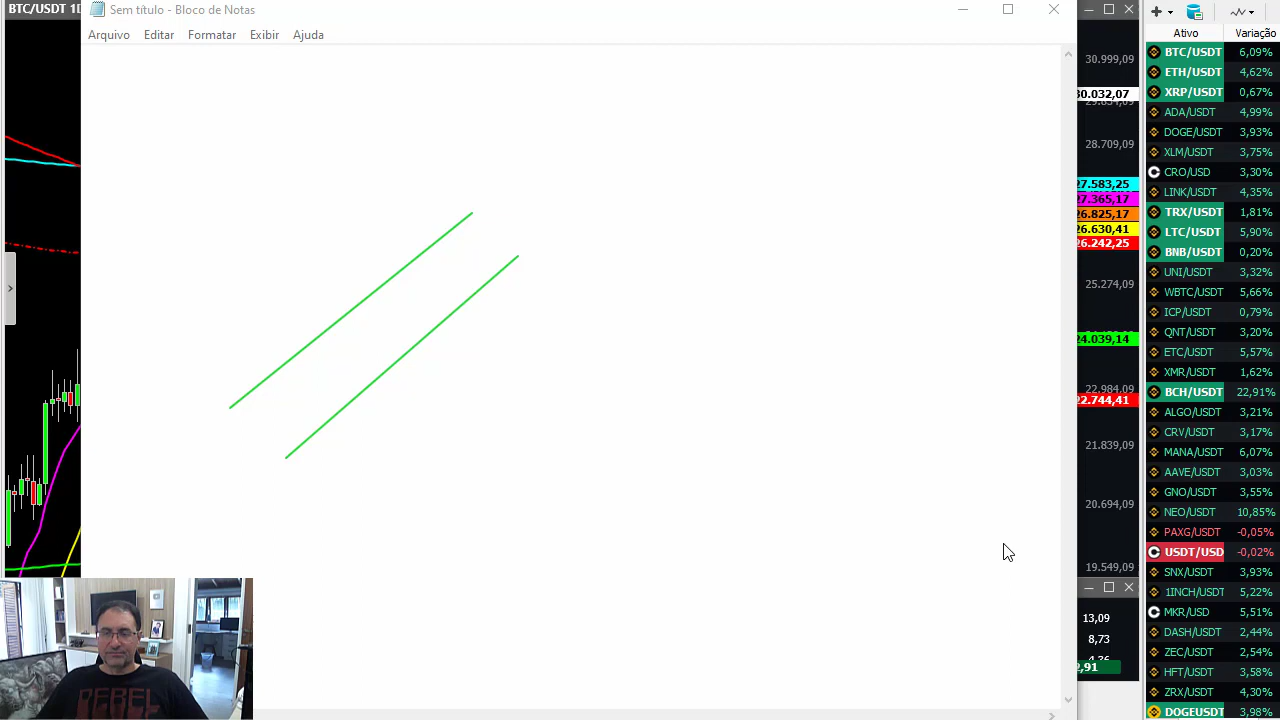 BTC/USDT 1D
Sem título - Bloco de Notas
Arquivo Editar Formatar Exibir Ajuda
30.999,09
30.032,07
28.709,09
27.583,25
27.365,17
26.825,17
26.630,41
26.242,25
25.274,09
24.039,14
22.984,09
22.744,41
21.839,09
20.694,09
19.549,09
13,09
8,73
4,36
2,91
REBEL
Ativo Variação
BTC/USDT 6,09%
ETH/USDT 4,62%
XRP/USDT 0,67%
ADA/USDT 4,99%
DOGE/USDT 3,93%
XLM/USDT 3,75%
CRO/USD 3,30%
LINK/USDT 4,35%
TRX/USDT 1,81%
LTC/USDT 5,90%
BNB/USDT 0,20%
UNI/USDT 3,32%
WBTC/USDT 5,66%
ICP/USDT 0,79%
QNT/USDT 3,20%
ETC/USDT 5,57%
XMR/USDT 1,62%
BCH/USDT 22,91%
ALGO/USDT 3,21%
CRV/USDT 3,17%
MANA/USDT 6,07%
AAVE/USDT 3,03%
GNO/USDT 3,55%
NEO/USDT 10,85%
PAXG/USDT -0,05%
USDT/USD -0,02%
SNX/USDT 3,93%
1INCH/USDT 5,22%
MKR/USD 5,51%
DASH/USDT 2,44%
ZEC/USDT 2,54%
HFT/USDT 3,58%
ZRX/USDT 4,30%
DOGEUSDT 3,98%